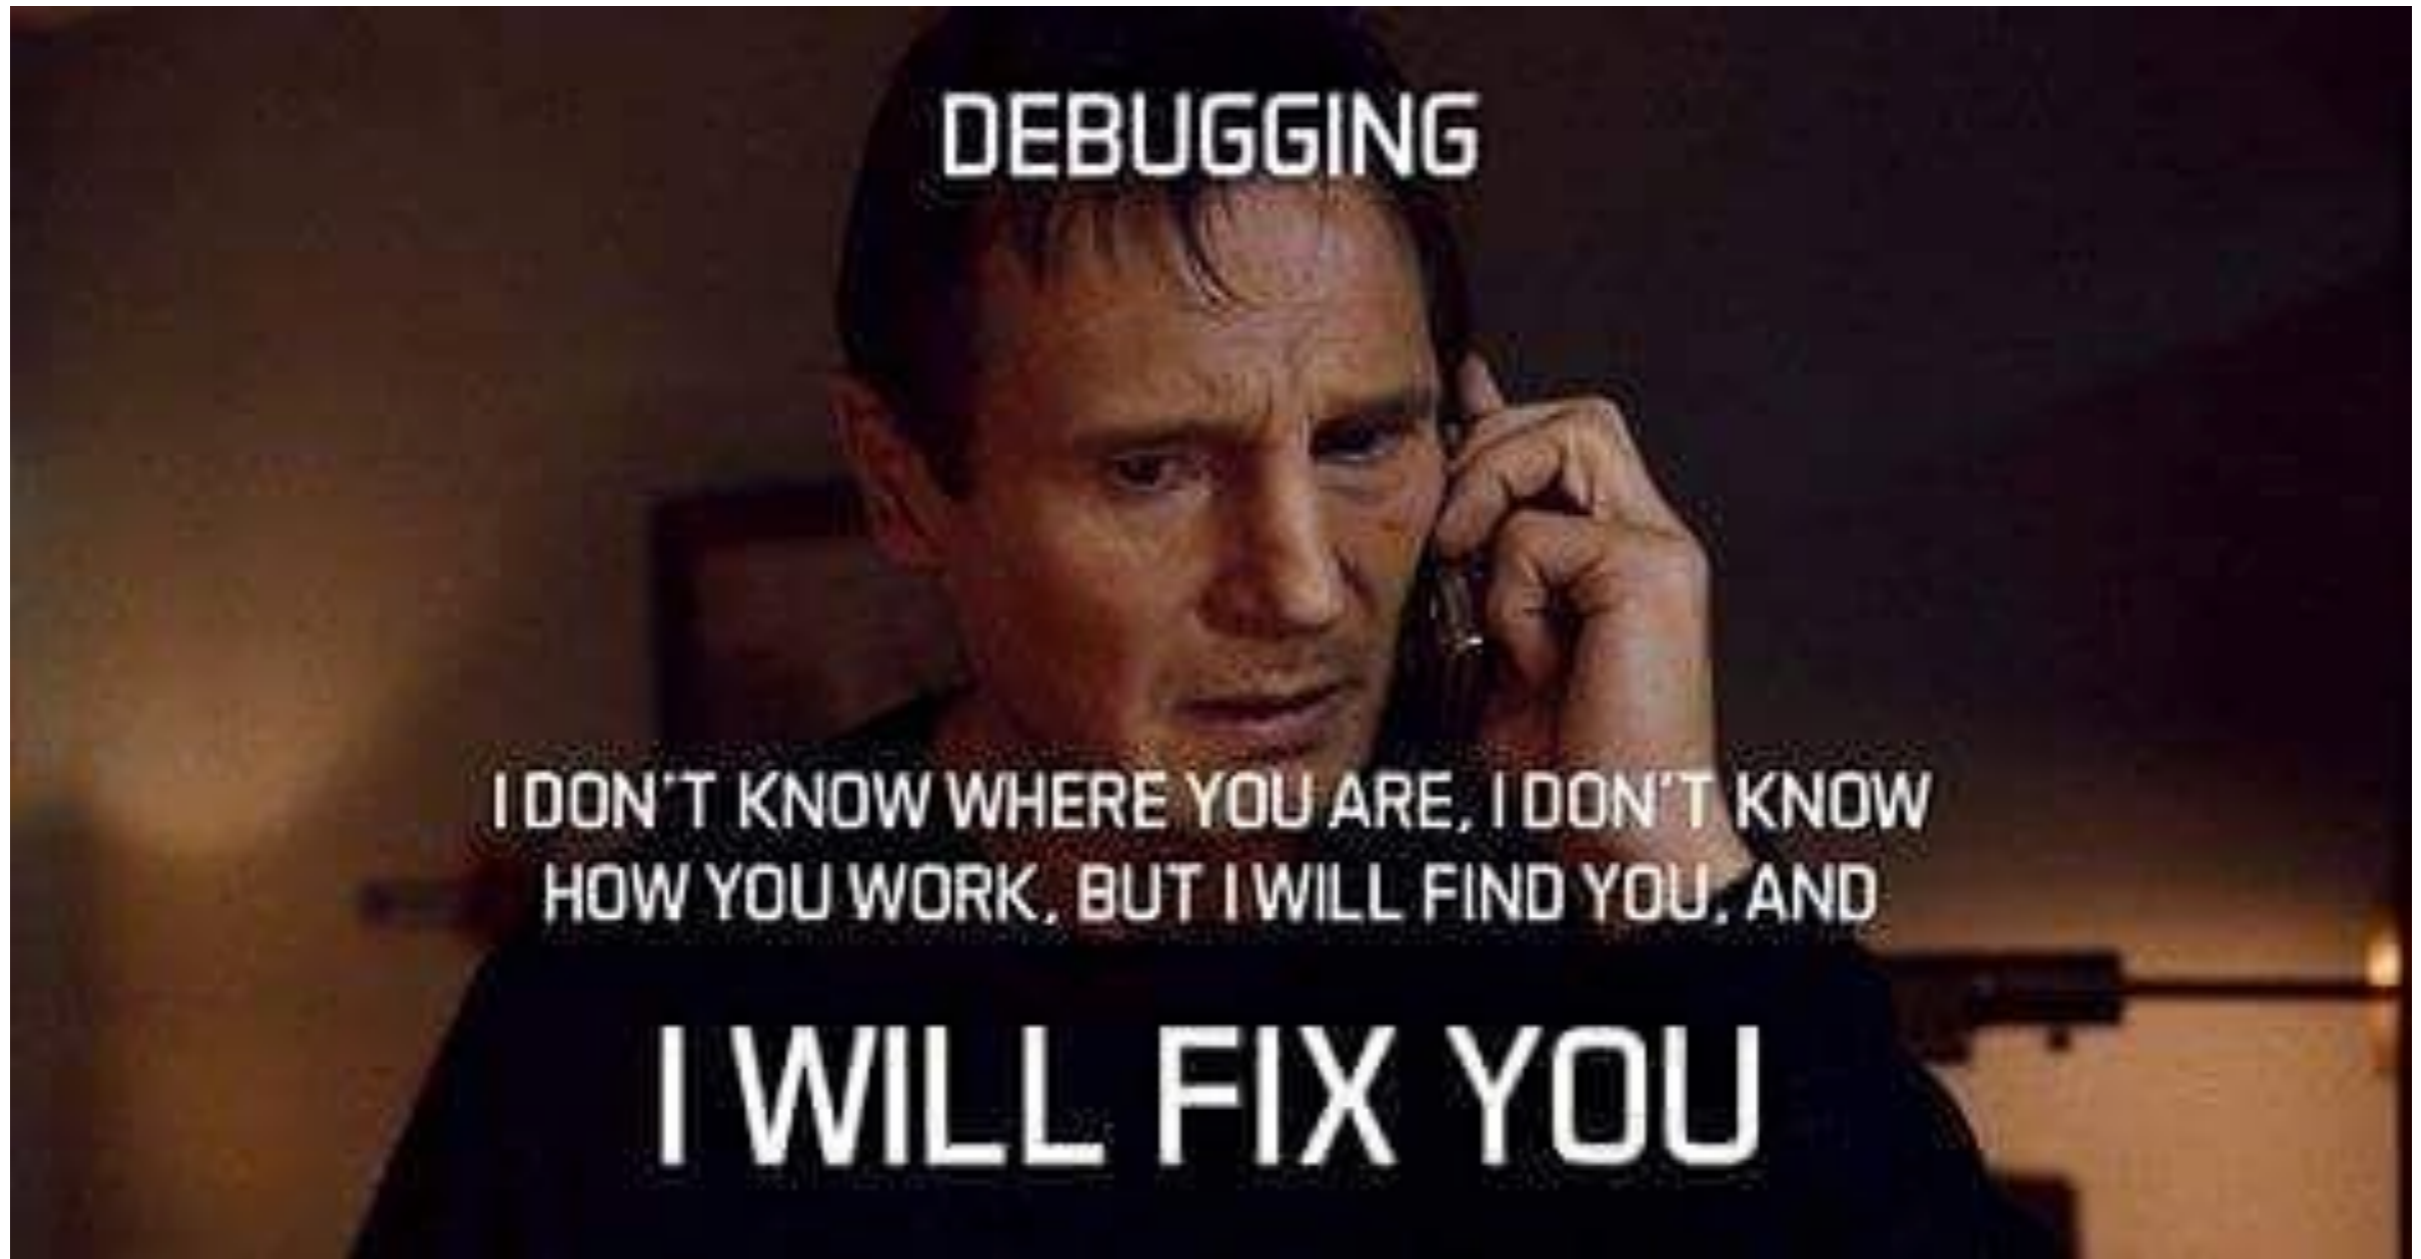 DEBUGGING
I DON'T KNOW WHERE YOU ARE, I DON'T KNOW
HOW YOU WORK, BUT I WILL FIND YOU, AND
I WILL FIX YOU